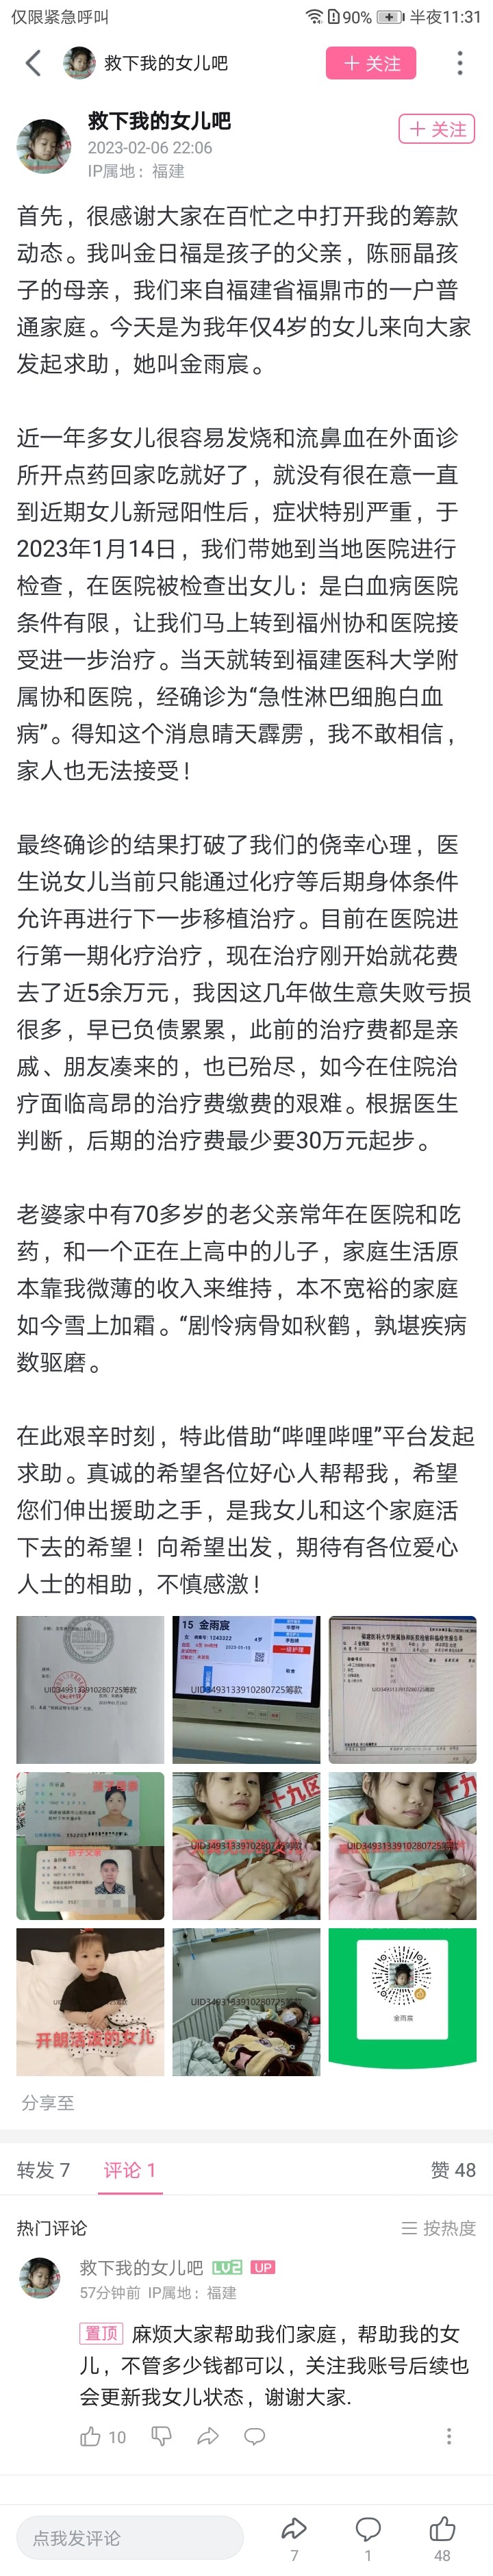 仅限紧急呼叫
90%
半夜11:31
救下我的女儿吧
＋ 关注
救下我的女儿吧
2023-02-06 22:06
＋ 关注
IP属地：福建
首先，很感谢大家在百忙之中打开我的筹款
动态。我叫金日福是孩子的父亲，陈丽晶孩
子的母亲，我们来自福建省福鼎市的一户普
通家庭。今天是为我年仅4岁的女儿来向大家
发起求助，她叫金雨宸。
近一年多女儿很容易发烧和流鼻血在外面诊
所开点药回家吃就好了，就没有很在意一直
到近期女儿新冠阳性后，症状特别严重，于
2023年1月14日，我们带她到当地医院进行
检查，在医院被检查出女儿：是白血病医院
条件有限，让我们马上转到福州协和医院接
受进一步治疗。当天就转到福建医科大学附
属协和医院，经确诊为“急性淋巴细胞白血
病”。得知这个消息晴天霹雳，我不敢相信，
家人也无法接受！
最终确诊的结果打破了我们的侥幸心理，医
生说女儿当前只能通过化疗等后期身体条件
允许再进行下一步移植治疗。目前在医院进
行第一期化疗治疗，现在治疗刚开始就花费
去了近5余万元，我因这几年做生意失败亏损
很多，早已负债累累，此前的治疗费都是亲
戚、朋友凑来的，也已殆尽，如今在住院治
疗面临高昂的治疗费缴费的艰难。根据医生
判断，后期的治疗费最少要30万元起步。
老婆家中有70多岁的老父亲常年在医院和吃
药，和一个正在上高中的儿子，家庭生活原
本靠我微薄的收入来维持，本不宽裕的家庭
如今雪上加霜。“剧怜病骨如秋鹤，孰堪疾病
数驱磨。
在此艰辛时刻，特此借助“哔哩哔哩”平台发起
求助。真诚的希望各位好心人帮帮我，希望
您们伸出援助之手，是我女儿和这个家庭活
下去的希望！向希望出发，期待有各位爱心
人士的相助，不慎感激！
UID3493133910280725筹款
15 金雨宸
4岁
一级护理
UID3493133910280725筹款
福建医科大学附属协和医院检验科临检报告单
UID3493133910280725筹款
孩子母亲
孩子父亲
十九区
UID3493133910280725筹款
十九
UID3493133910280725筹款
开朗活泼的女儿
UID3493133910280725筹款
金雨宸
分享至
转发 7
评论 1
赞 48
热门评论
按热度
救下我的女儿吧 LV2 UP
57分钟前 IP属地：福建
置顶 麻烦大家帮助我们家庭，帮助我的女
儿，不管多少钱都可以，关注我账号后续也
会更新我女儿状态，谢谢大家.
10
点我发评论
7
1
48